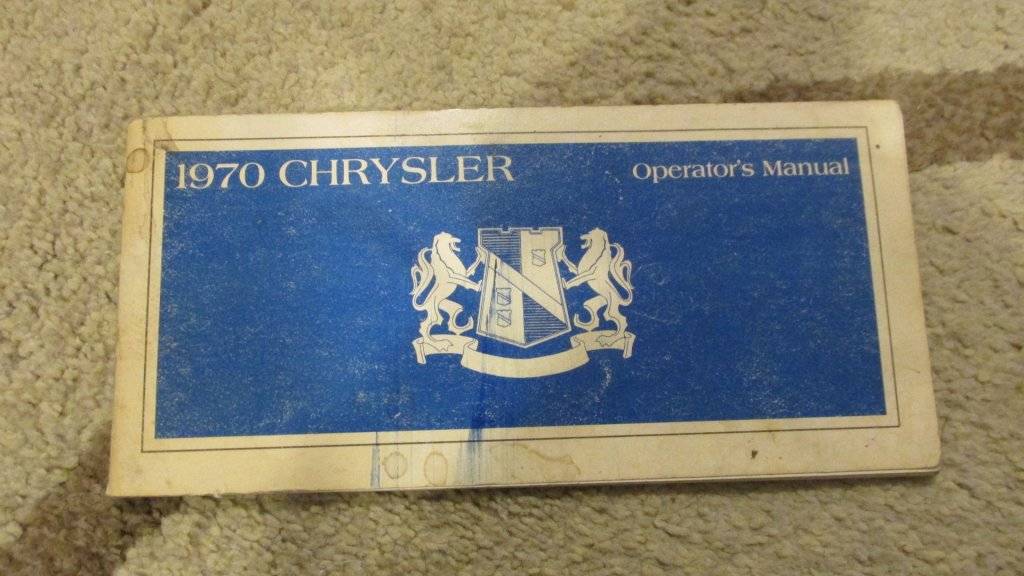 1970 CHRYSLER Operator's Manual